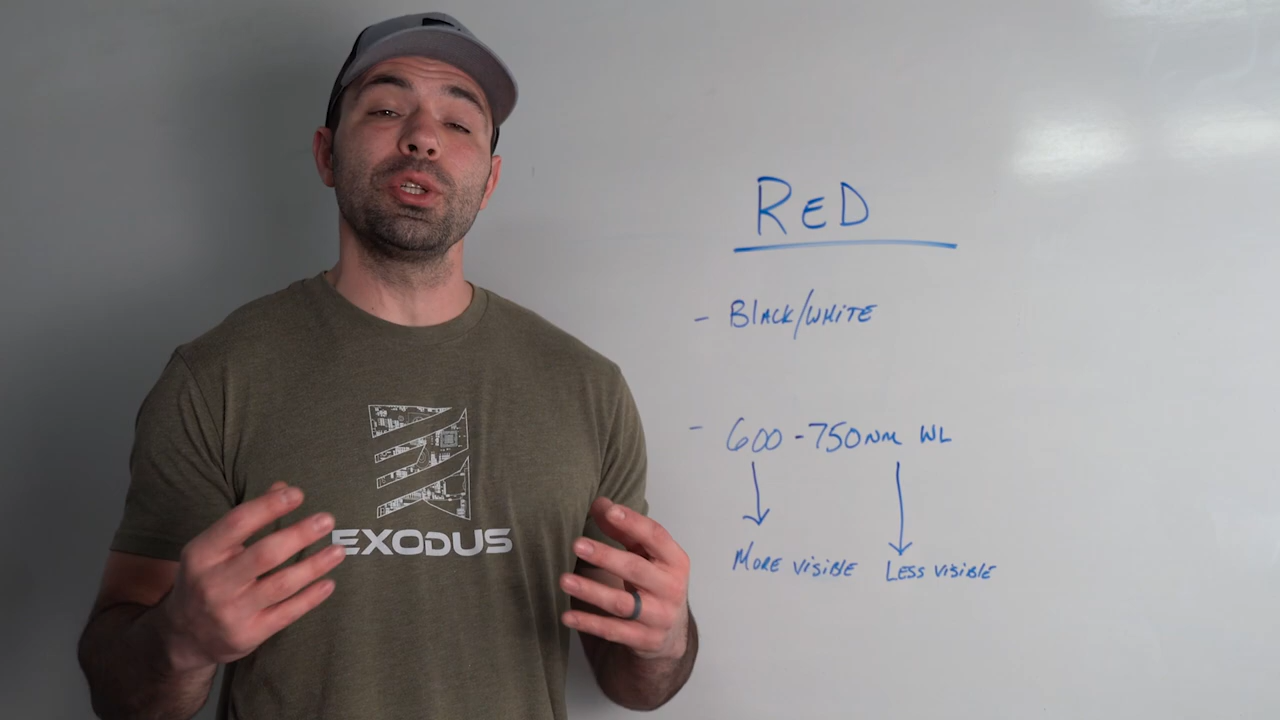 RED
- BLACK/WHITE
- 600-750nm WL
MORE VISIBLE LESS VISIBLE
EXODUS